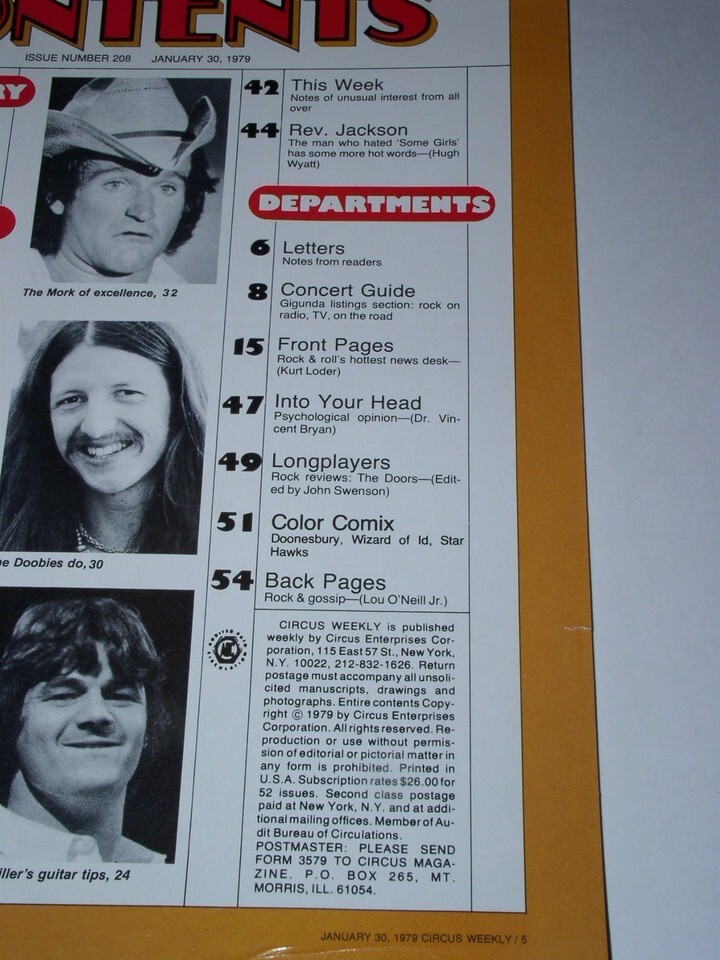 ONTENTS
ISSUE NUMBER 208 JANUARY 30, 1979
RY
The Mork of excellence, 32
e Doobies do, 30
iller's guitar tips, 24
42 This Week
Notes of unusual interest from all
over
44 Rev. Jackson
The man who hated 'Some Girls'
has some more hot words—(Hugh
Wyatt)
DEPARTMENTS
6 Letters
Notes from readers
8 Concert Guide
Gigunda listings section: rock on
radio, TV, on the road
15 Front Pages
Rock & roll's hottest news desk—
(Kurt Loder)
47 Into Your Head
Psychological opinion—(Dr. Vin-
cent Bryan)
49 Longplayers
Rock reviews: The Doors—(Edit-
ed by John Swenson)
51 Color Comix
Doonesbury, Wizard of Id, Star
Hawks
54 Back Pages
Rock & gossip—(Lou O'Neill Jr.)
CIRCUS WEEKLY is published
weekly by Circus Enterprises Cor-
poration, 115 East 57 St., New York,
N.Y. 10022, 212-832-1626. Return
postage must accompany all unsoli-
cited manuscripts, drawings and
photographs. Entire contents Copy-
right © 1979 by Circus Enterprises
Corporation. All rights reserved. Re-
production or use without permis-
sion of editorial or pictorial matter in
any form is prohibited. Printed in
U.S.A. Subscription rates $26.00 for
52 issues. Second class postage
paid at New York, N.Y. and at addi-
tional mailing offices. Member of Au-
dit Bureau of Circulations.
POSTMASTER: PLEASE SEND
FORM 3579 TO CIRCUS MAGA-
ZINE. P.O. BOX 265, MT.
MORRIS, ILL. 61054.
JANUARY 30, 1979 CIRCUS WEEKLY / 5